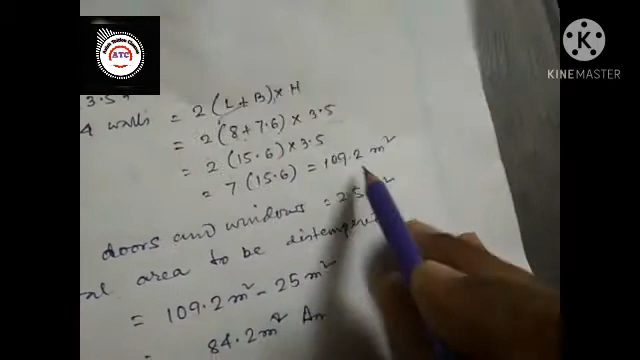 ATC
K
KINEMASTER
3.5
4 walls = 2 (L + B) × H
= 2 (8 + 7.6) × 3.5
= 2 (15.6) × 3.5
= 7 (15.6) = 109.2 m²
doors and windows = 25
area to be distemper
= 109.2 m² - 25 m²
= 84.2 m² An